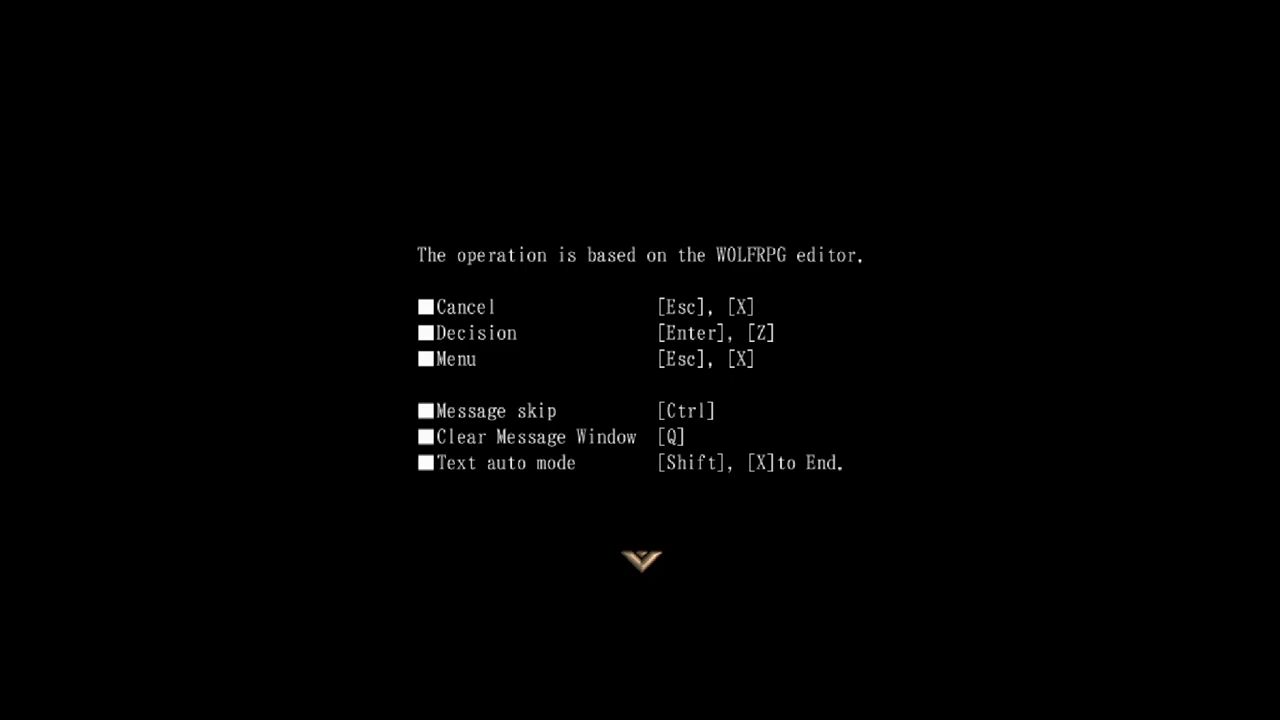 The operation is based on the WOLFRPG editor.
■Cancel [Esc], [X]
■Decision [Enter], [Z]
■Menu [Esc], [X]
■Message skip [Ctrl]
■Clear Message Window [Q]
■Text auto mode [Shift], [X]to End.